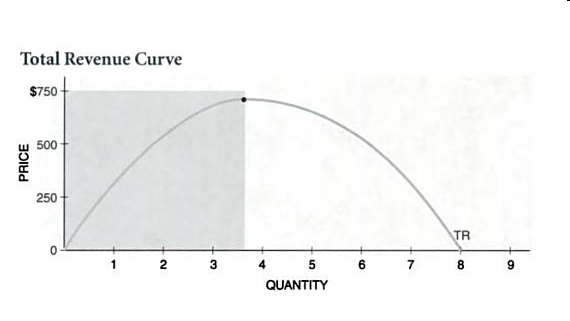 Total Revenue Curve
$750
500
250
0
PRICE
TR
1 2 3 4 5 6 7 8 9
QUANTITY